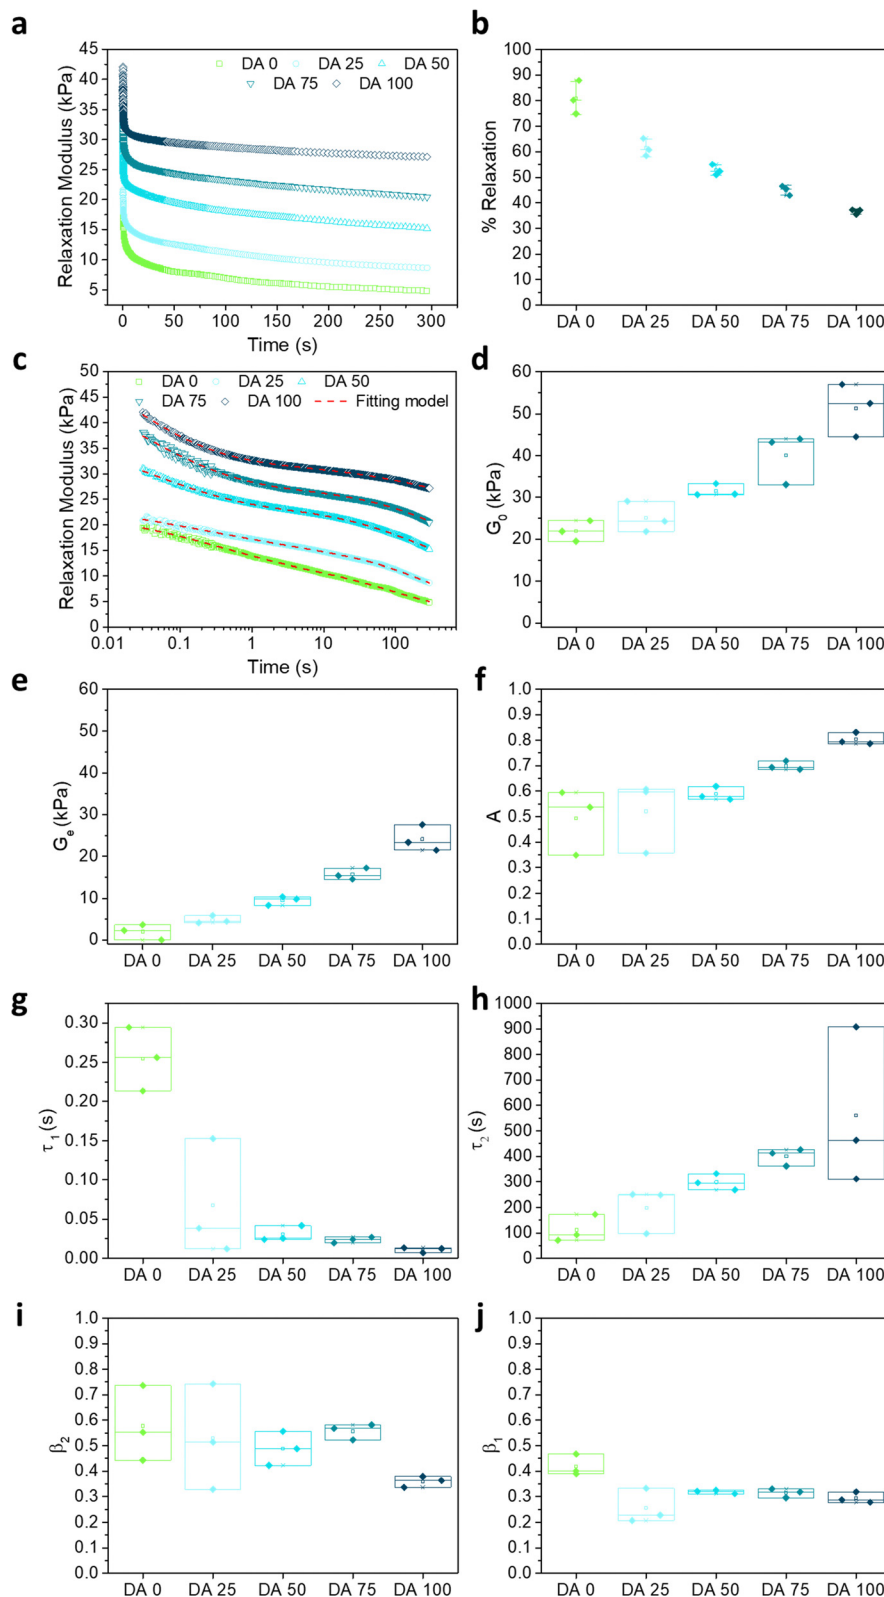 a
45
40
35
30
25
20
15
10
5
Relaxation Modulus (kPa)
DA 0 DA 25 DA 50
DA 75 DA 100
0 50 100 150 200 250 300
Time (s)
b
100
90
80
70
60
50
40
30
20
10
0
% Relaxation
DA 0 DA 25 DA 50 DA 75 DA 100
c
50
45
40
35
30
25
20
15
10
5
0
Relaxation Modulus (kPa)
DA 0 DA 25 DA 50
DA 75 DA 100 Fitting model
0.01 0.1 1 10 100
Time (s)
d
60
50
40
30
20
10
0
G0 (kPa)
DA 0 DA 25 DA 50 DA 75 DA 100
e
60
50
40
30
20
10
0
Ge (kPa)
DA 0 DA 25 DA 50 DA 75 DA 100
f
1.0
0.9
0.8
0.7
0.6
0.5
0.4
0.3
0.2
0.1
0.0
A
DA 0 DA 25 DA 50 DA 75 DA 100
g
0.30
0.25
0.20
0.15
0.10
0.05
0.00
τ1 (s)
DA 0 DA 25 DA 50 DA 75 DA 100
h
1000
900
800
700
600
500
400
300
200
100
0
τ2 (s)
DA 0 DA 25 DA 50 DA 75 DA 100
i
1.0
0.9
0.8
0.7
0.6
0.5
0.4
0.3
0.2
0.1
0.0
β2
DA 0 DA 25 DA 50 DA 75 DA 100
j
1.0
0.9
0.8
0.7
0.6
0.5
0.4
0.3
0.2
0.1
0.0
β1
DA 0 DA 25 DA 50 DA 75 DA 100